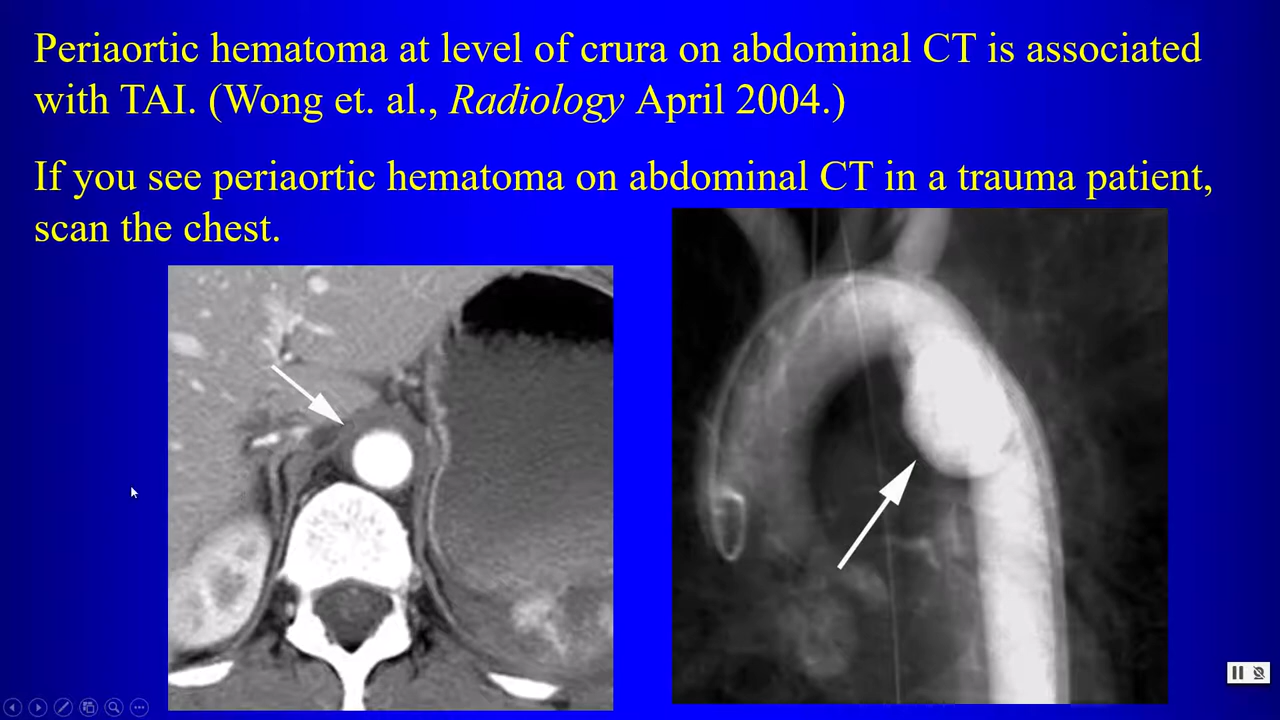 Periaortic hematoma at level of crura on abdominal CT is associated
with TAI. (Wong et. al., Radiology April 2004.)
If you see periaortic hematoma on abdominal CT in a trauma patient,
scan the chest.